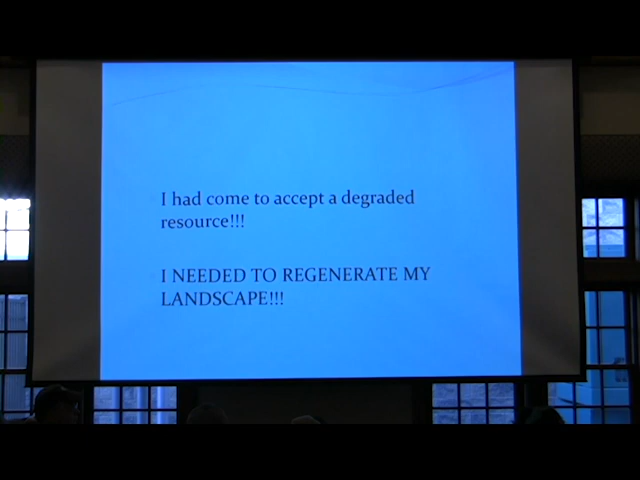 I had come to accept a degraded
resource!!!
I NEEDED TO REGENERATE MY
LANDSCAPE!!!